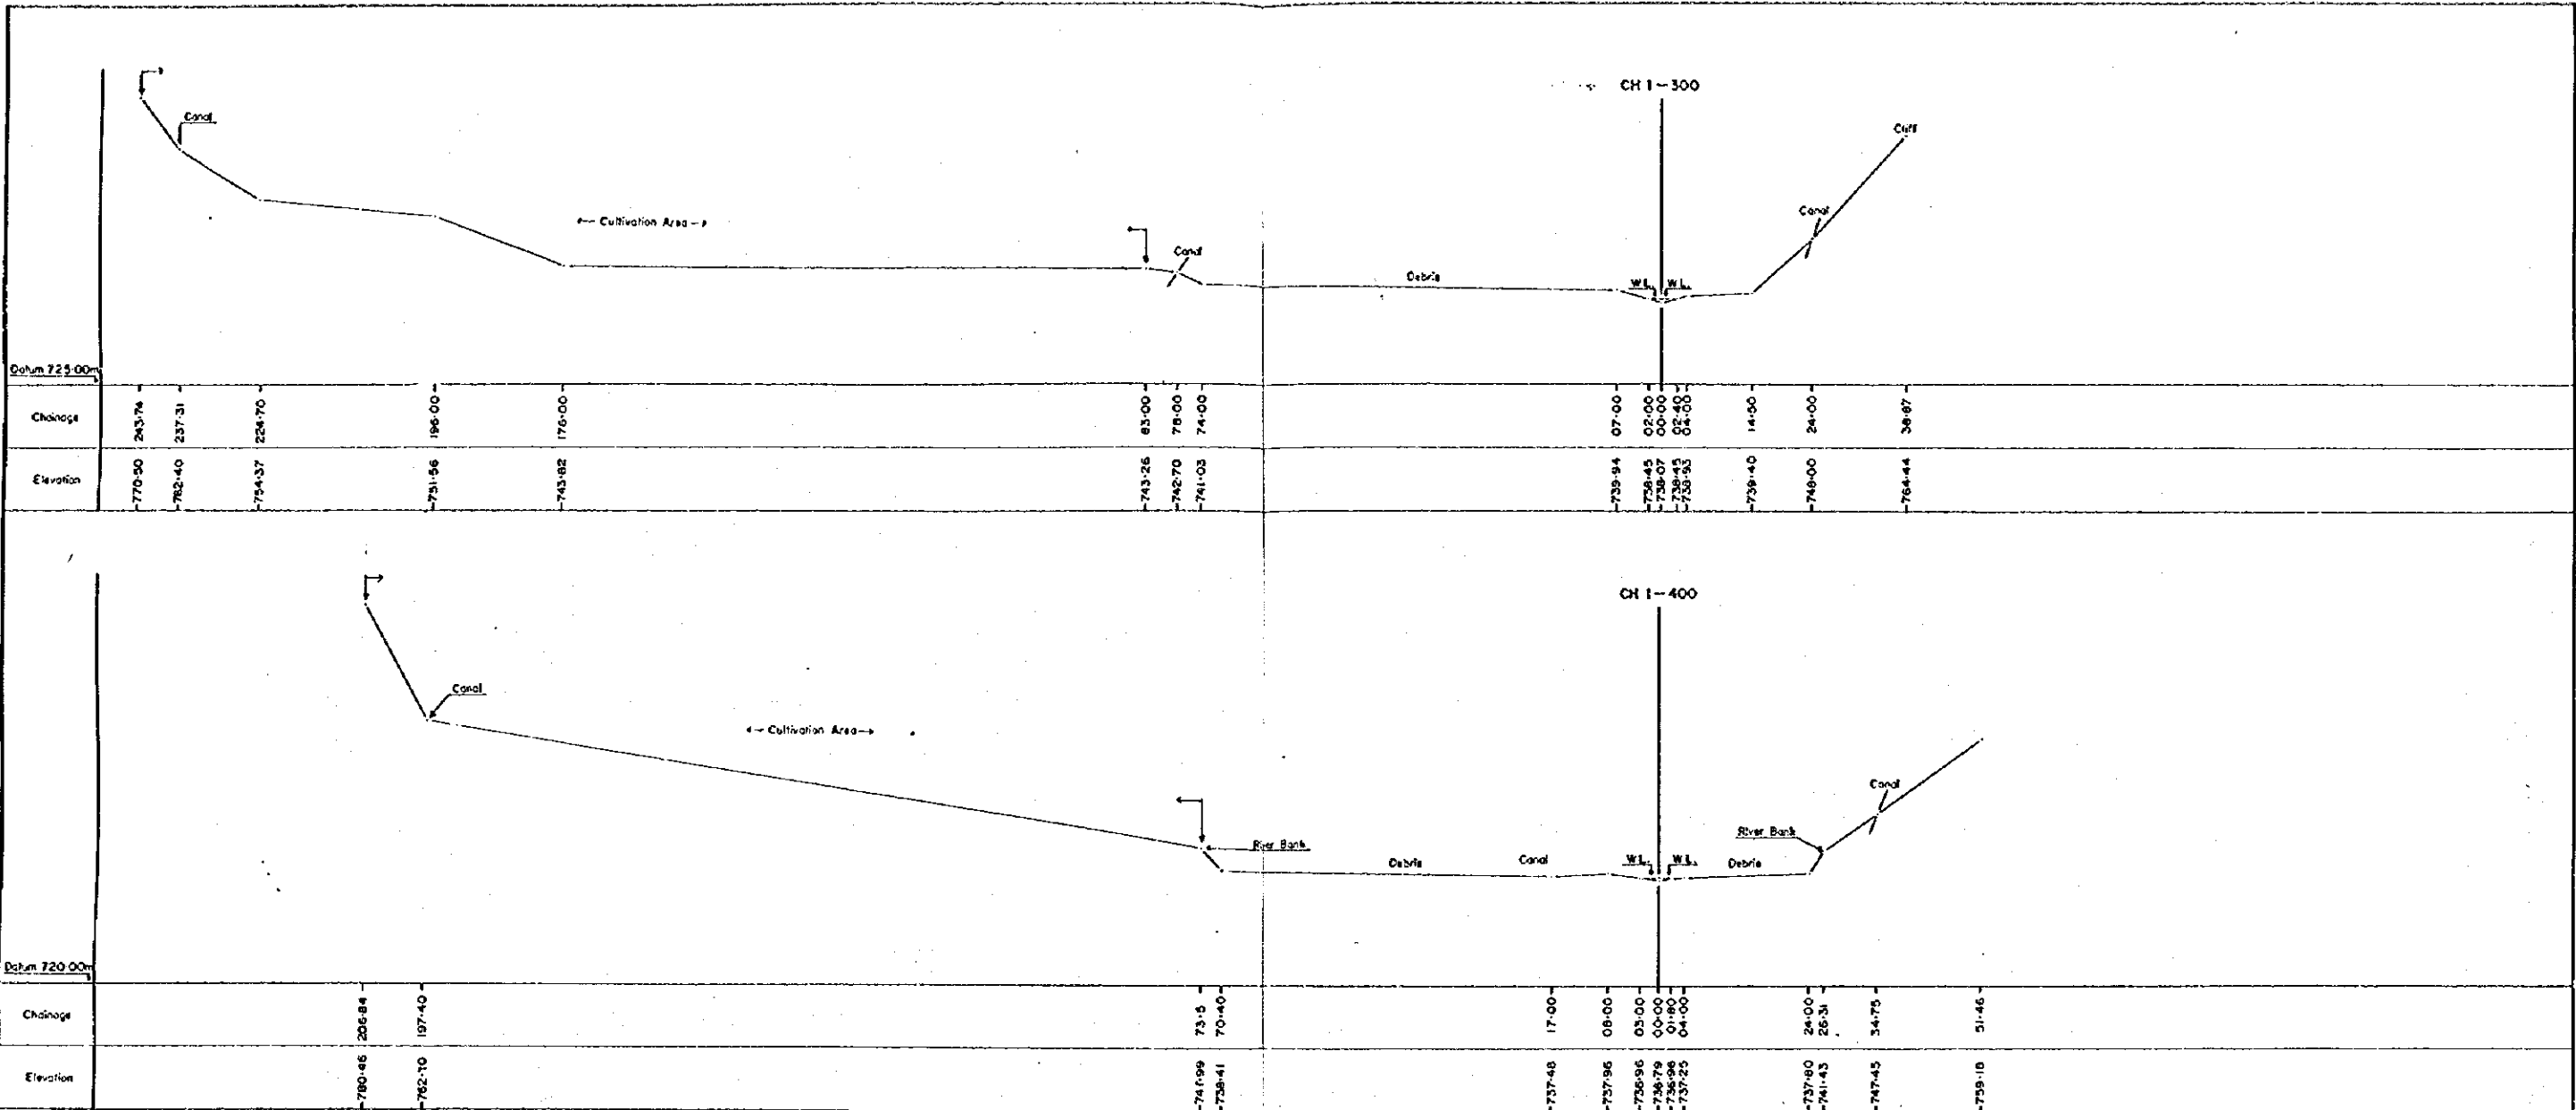 CH 1-300
Canal
Cliff
Canal
←- Cultivation Area -→
Canal
Debris
W.L. W.L.
Datum 725·00m
Chainage 243·74 237·31 224·70 196·00 176·00 83·00 78·00 74·00 07·00 02·00 00·00 02·40 04·00 14·50 24·00 38·87
Elevation 770·50 762·40 754·37 751·56 743·82 743·26 742·70 741·03 739·94 738·45 738·07 738·45 738·93 739·40 748·00 764·44
CH 1-400
Canal
←- Cultivation Area -→
Canal
River Bank
River Bank
Debris Canal W.L. W.L. Debris
Datum 720·00m
Chainage 206·84 197·40 73·5 70·40 17·00 08·00 03·00 00·00 01·80 04·00 24·00 26·31 34·75 51·46
Elevation 780·46 762·10 741·99 738·41 737·48 737·96 736·96 736·79 736·96 737·25 737·80 741·43 747·45 759·18